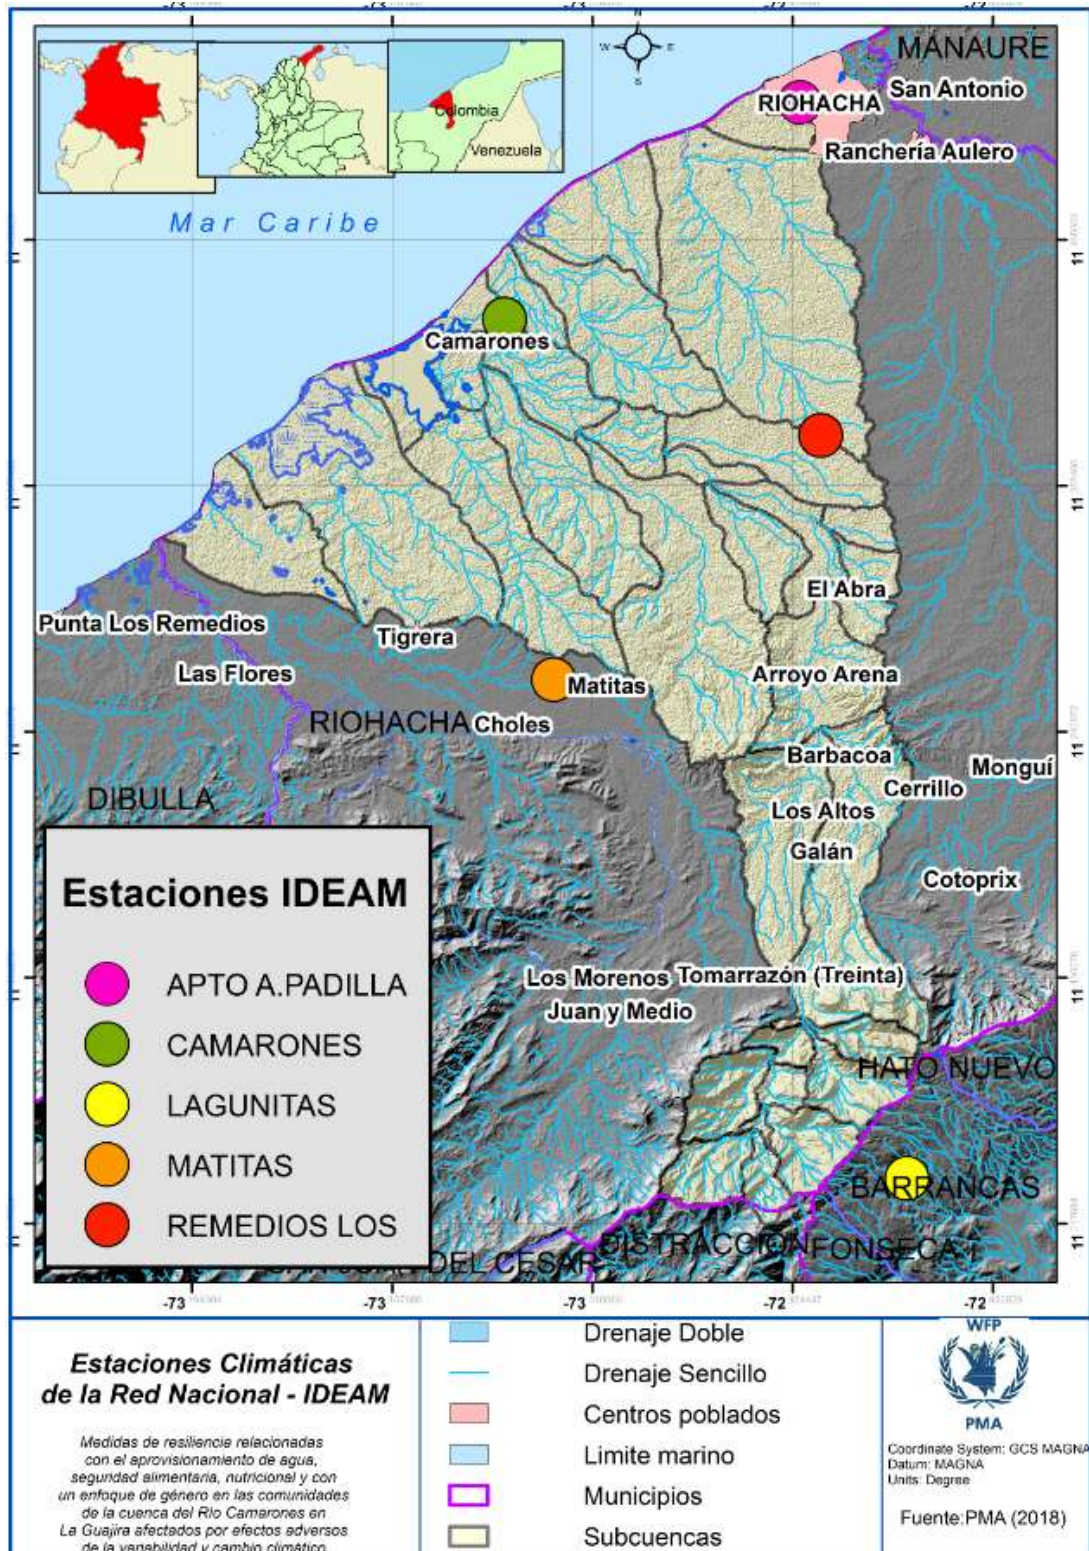 N
W E
S
Colombia
Venezuela
MANAURE
RIOHACHA
San Antonio
Ranchería Aulero
Mar Caribe
Camarones
El Abra
Punta Los Remedios
Tigrera
Las Flores
Matitas
Arroyo Arena
RIOHACHA
Choles
Barbacoa
Monguí
Cerrillo
DIBULLA
Los Altos
Galán
Cotoprix
Los Morenos
Tomarrazón (Treinta)
Juan y Medio
HATO NUEVO
BARRANCAS
DISTRACCION
FONSECA
DEL CESAR
11
11
11
11
11
Estaciones IDEAM
APTO A.PADILLA
CAMARONES
LAGUNITAS
MATITAS
REMEDIOS LOS
-73
-73
-73
-72
-72
Estaciones Climáticas
de la Red Nacional - IDEAM
Medidas de resiliencia relacionadas
con el aprovisionamiento de agua,
seguridad alimentaria, nutricional y con
un enfoque de género en las comunidades
de la cuenca del Río Camarones en
La Guajira afectados por efectos adversos
de la variabilidad y cambio climático
Drenaje Doble
Drenaje Sencillo
Centros poblados
Limite marino
Municipios
Subcuencas
WFP
PMA
Coordinate System: GCS MAGNA
Datum: MAGNA
Units: Degree
Fuente:PMA (2018)